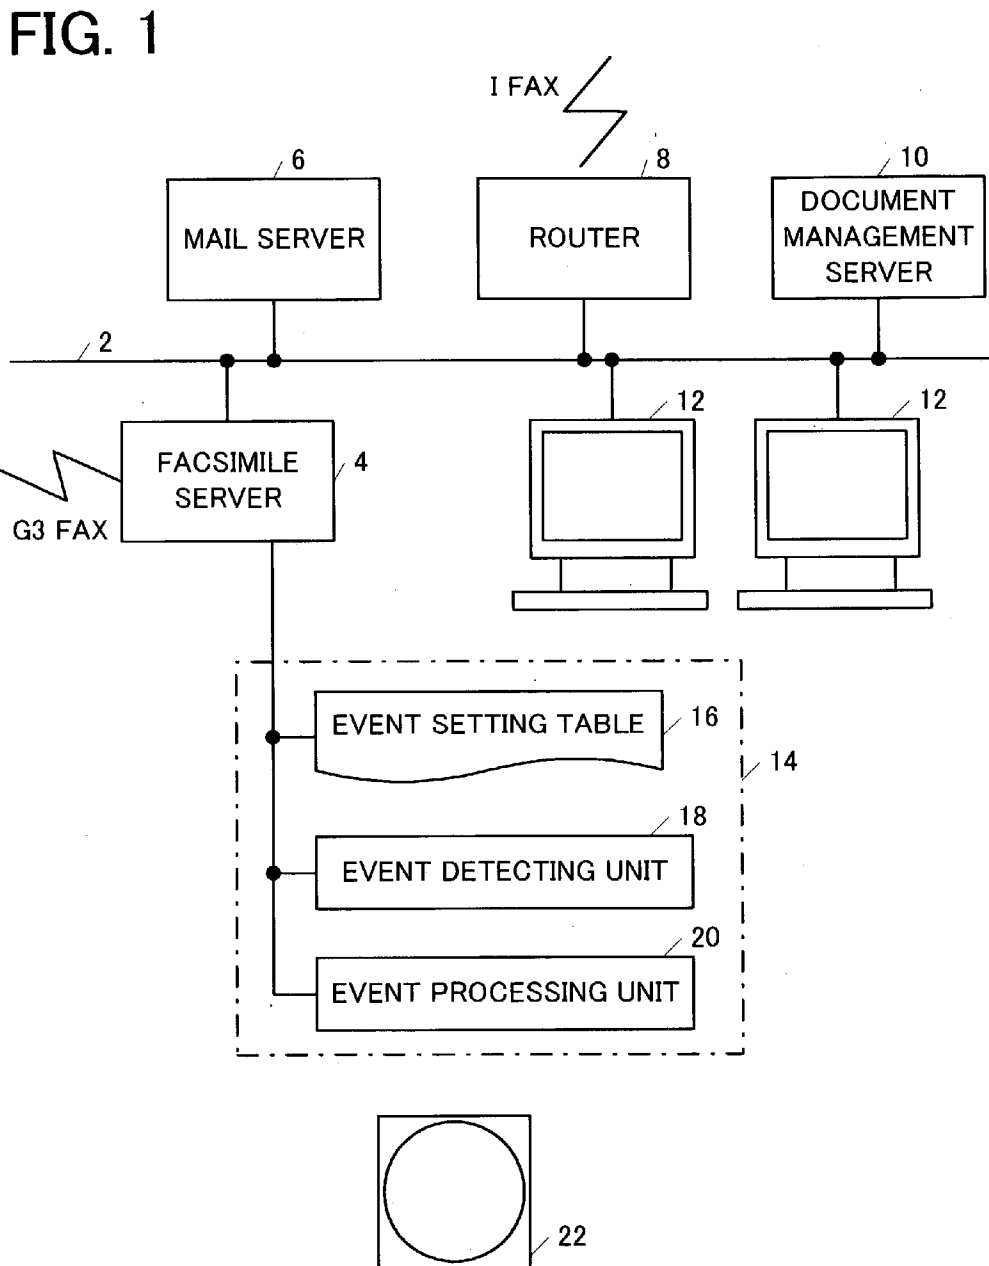 FIG. 1
I FAX
6
8
10
MAIL SERVER
ROUTER
DOCUMENT
MANAGEMENT
SERVER
2
12
12
FACSIMILE
SERVER
4
G3 FAX
EVENT SETTING TABLE
16
14
18
EVENT DETECTING UNIT
20
EVENT PROCESSING UNIT
22